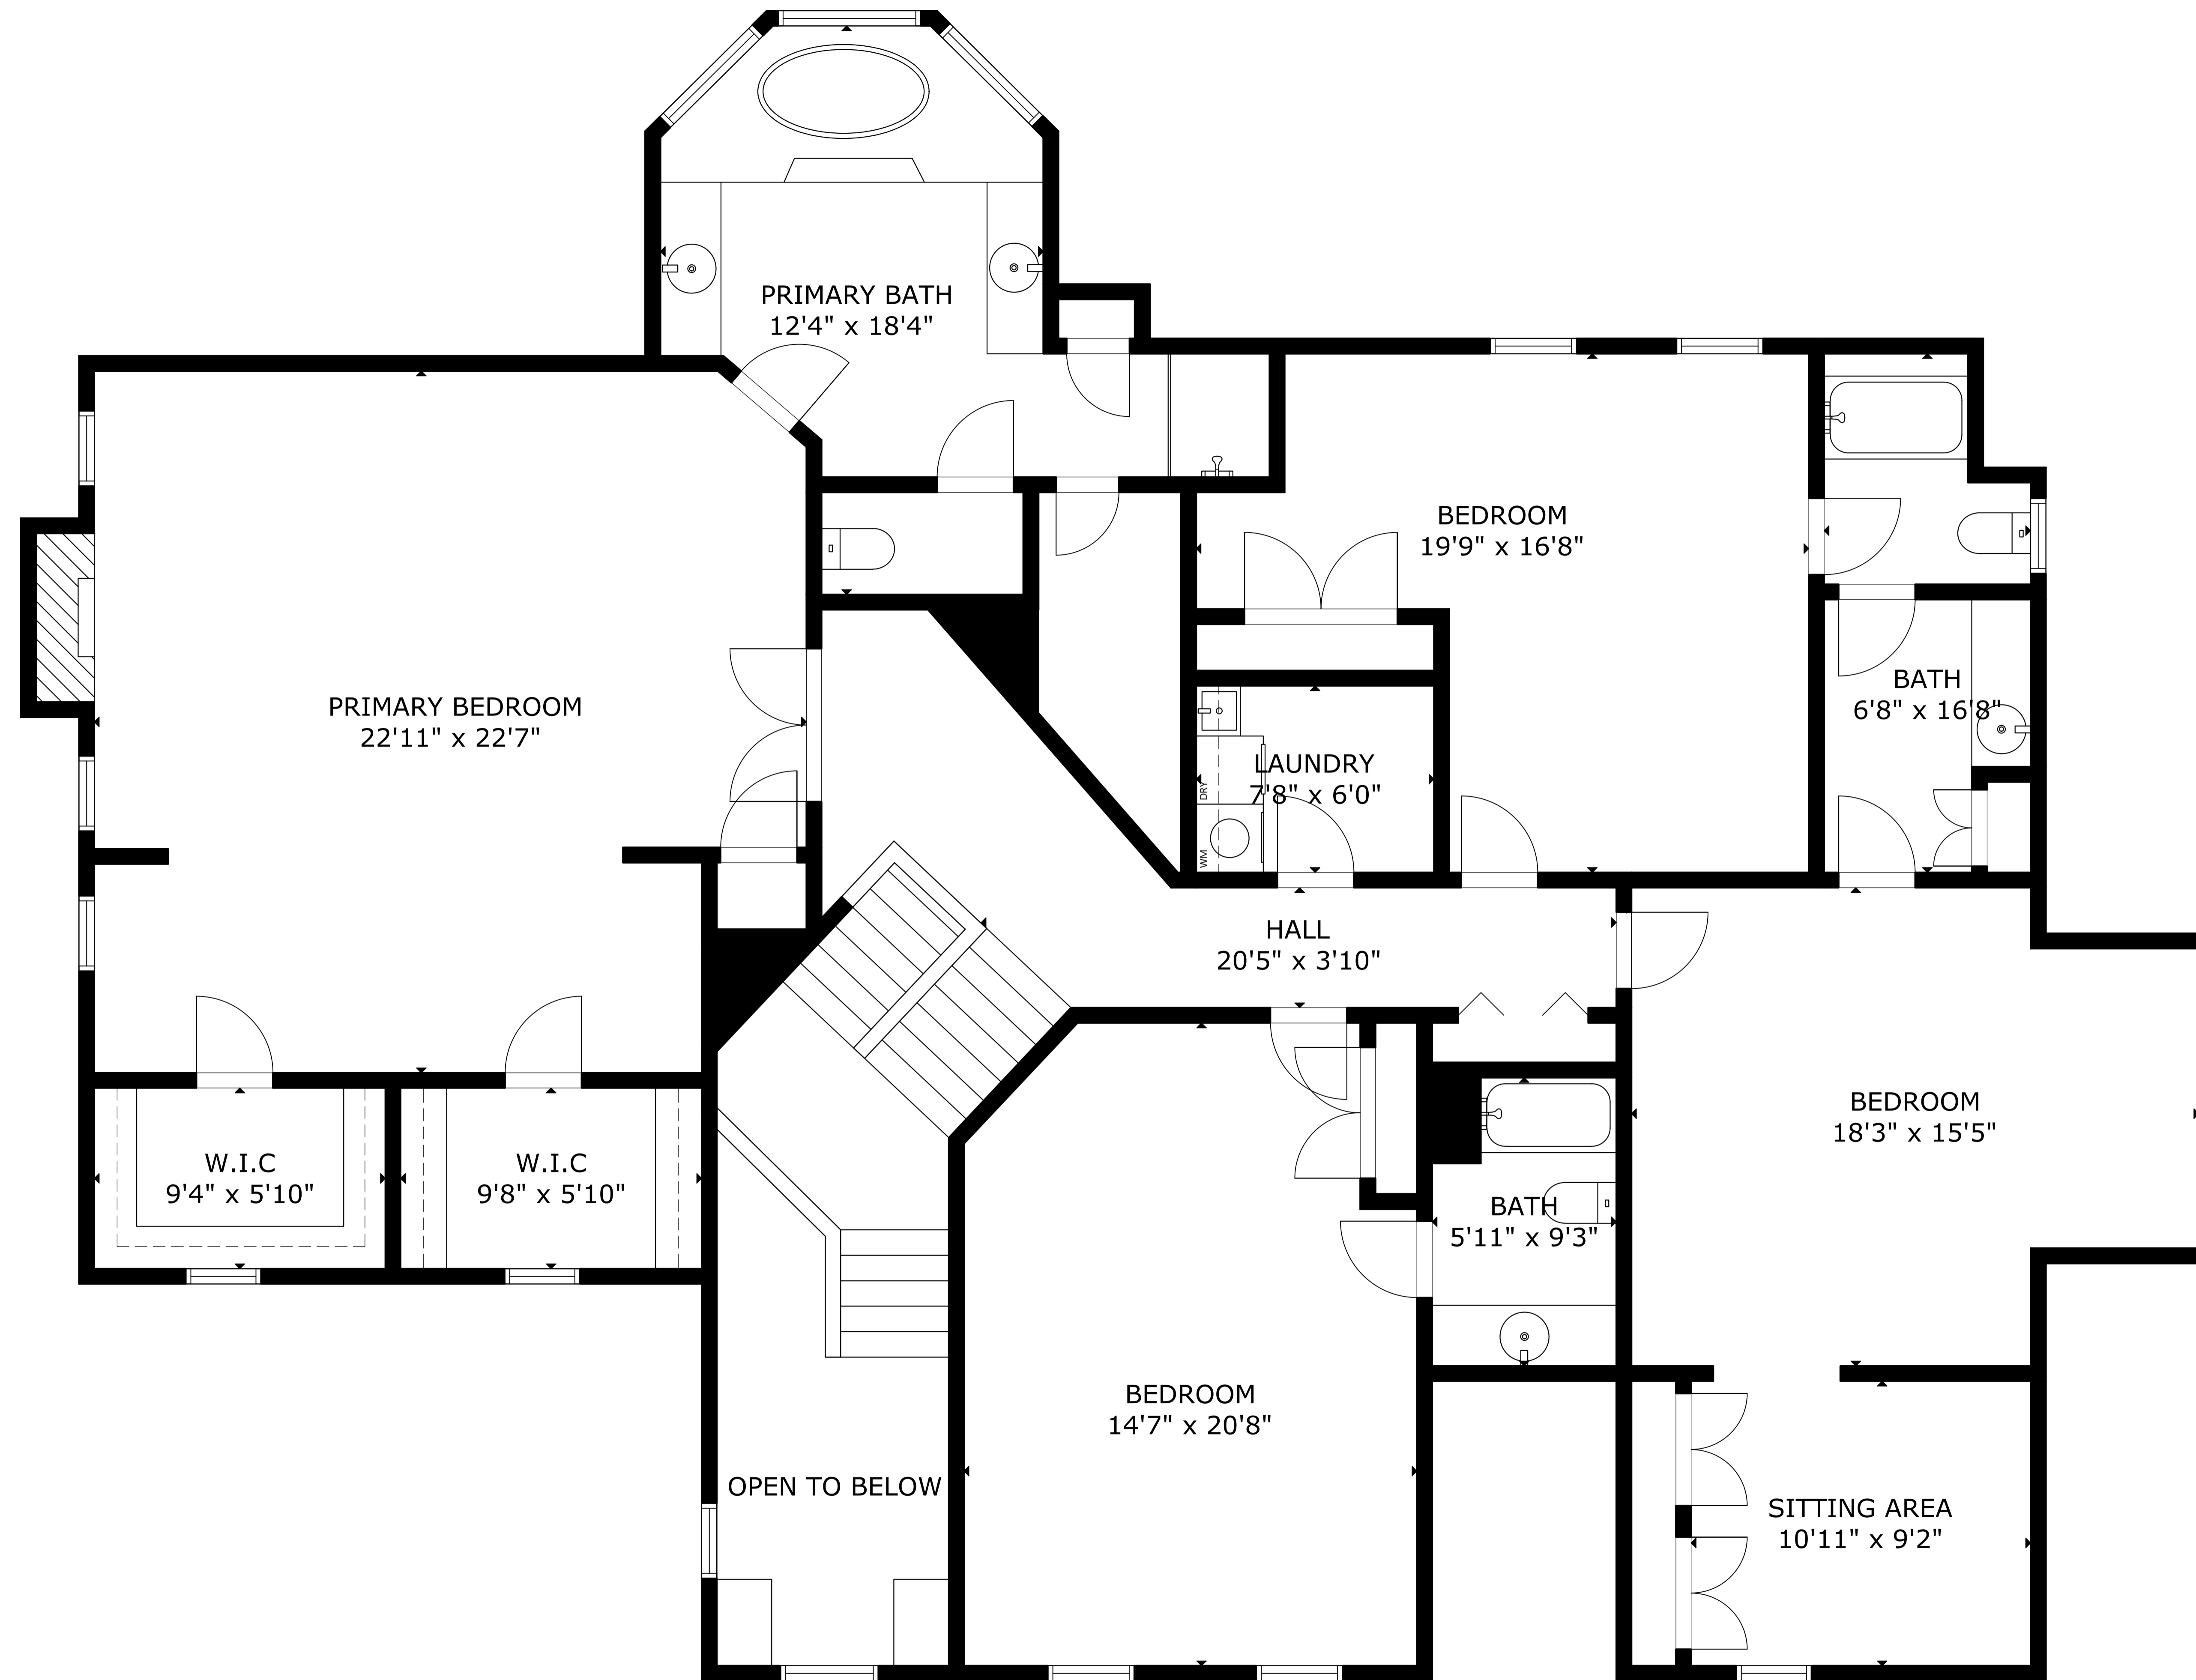 PRIMARY BATH
12'4" x 18'4"
BEDROOM
19'9" x 16'8"
PRIMARY BEDROOM
22'11" x 22'7"
BATH
6'8" x 16'8"
LAUNDRY
7'8" x 6'0"
DRY
WM
HALL
20'5" x 3'10"
BEDROOM
18'3" x 15'5"
W.I.C
9'4" x 5'10"
W.I.C
9'8" x 5'10"
BATH
5'11" x 9'3"
BEDROOM
14'7" x 20'8"
OPEN TO BELOW
SITTING AREA
10'11" x 9'2"